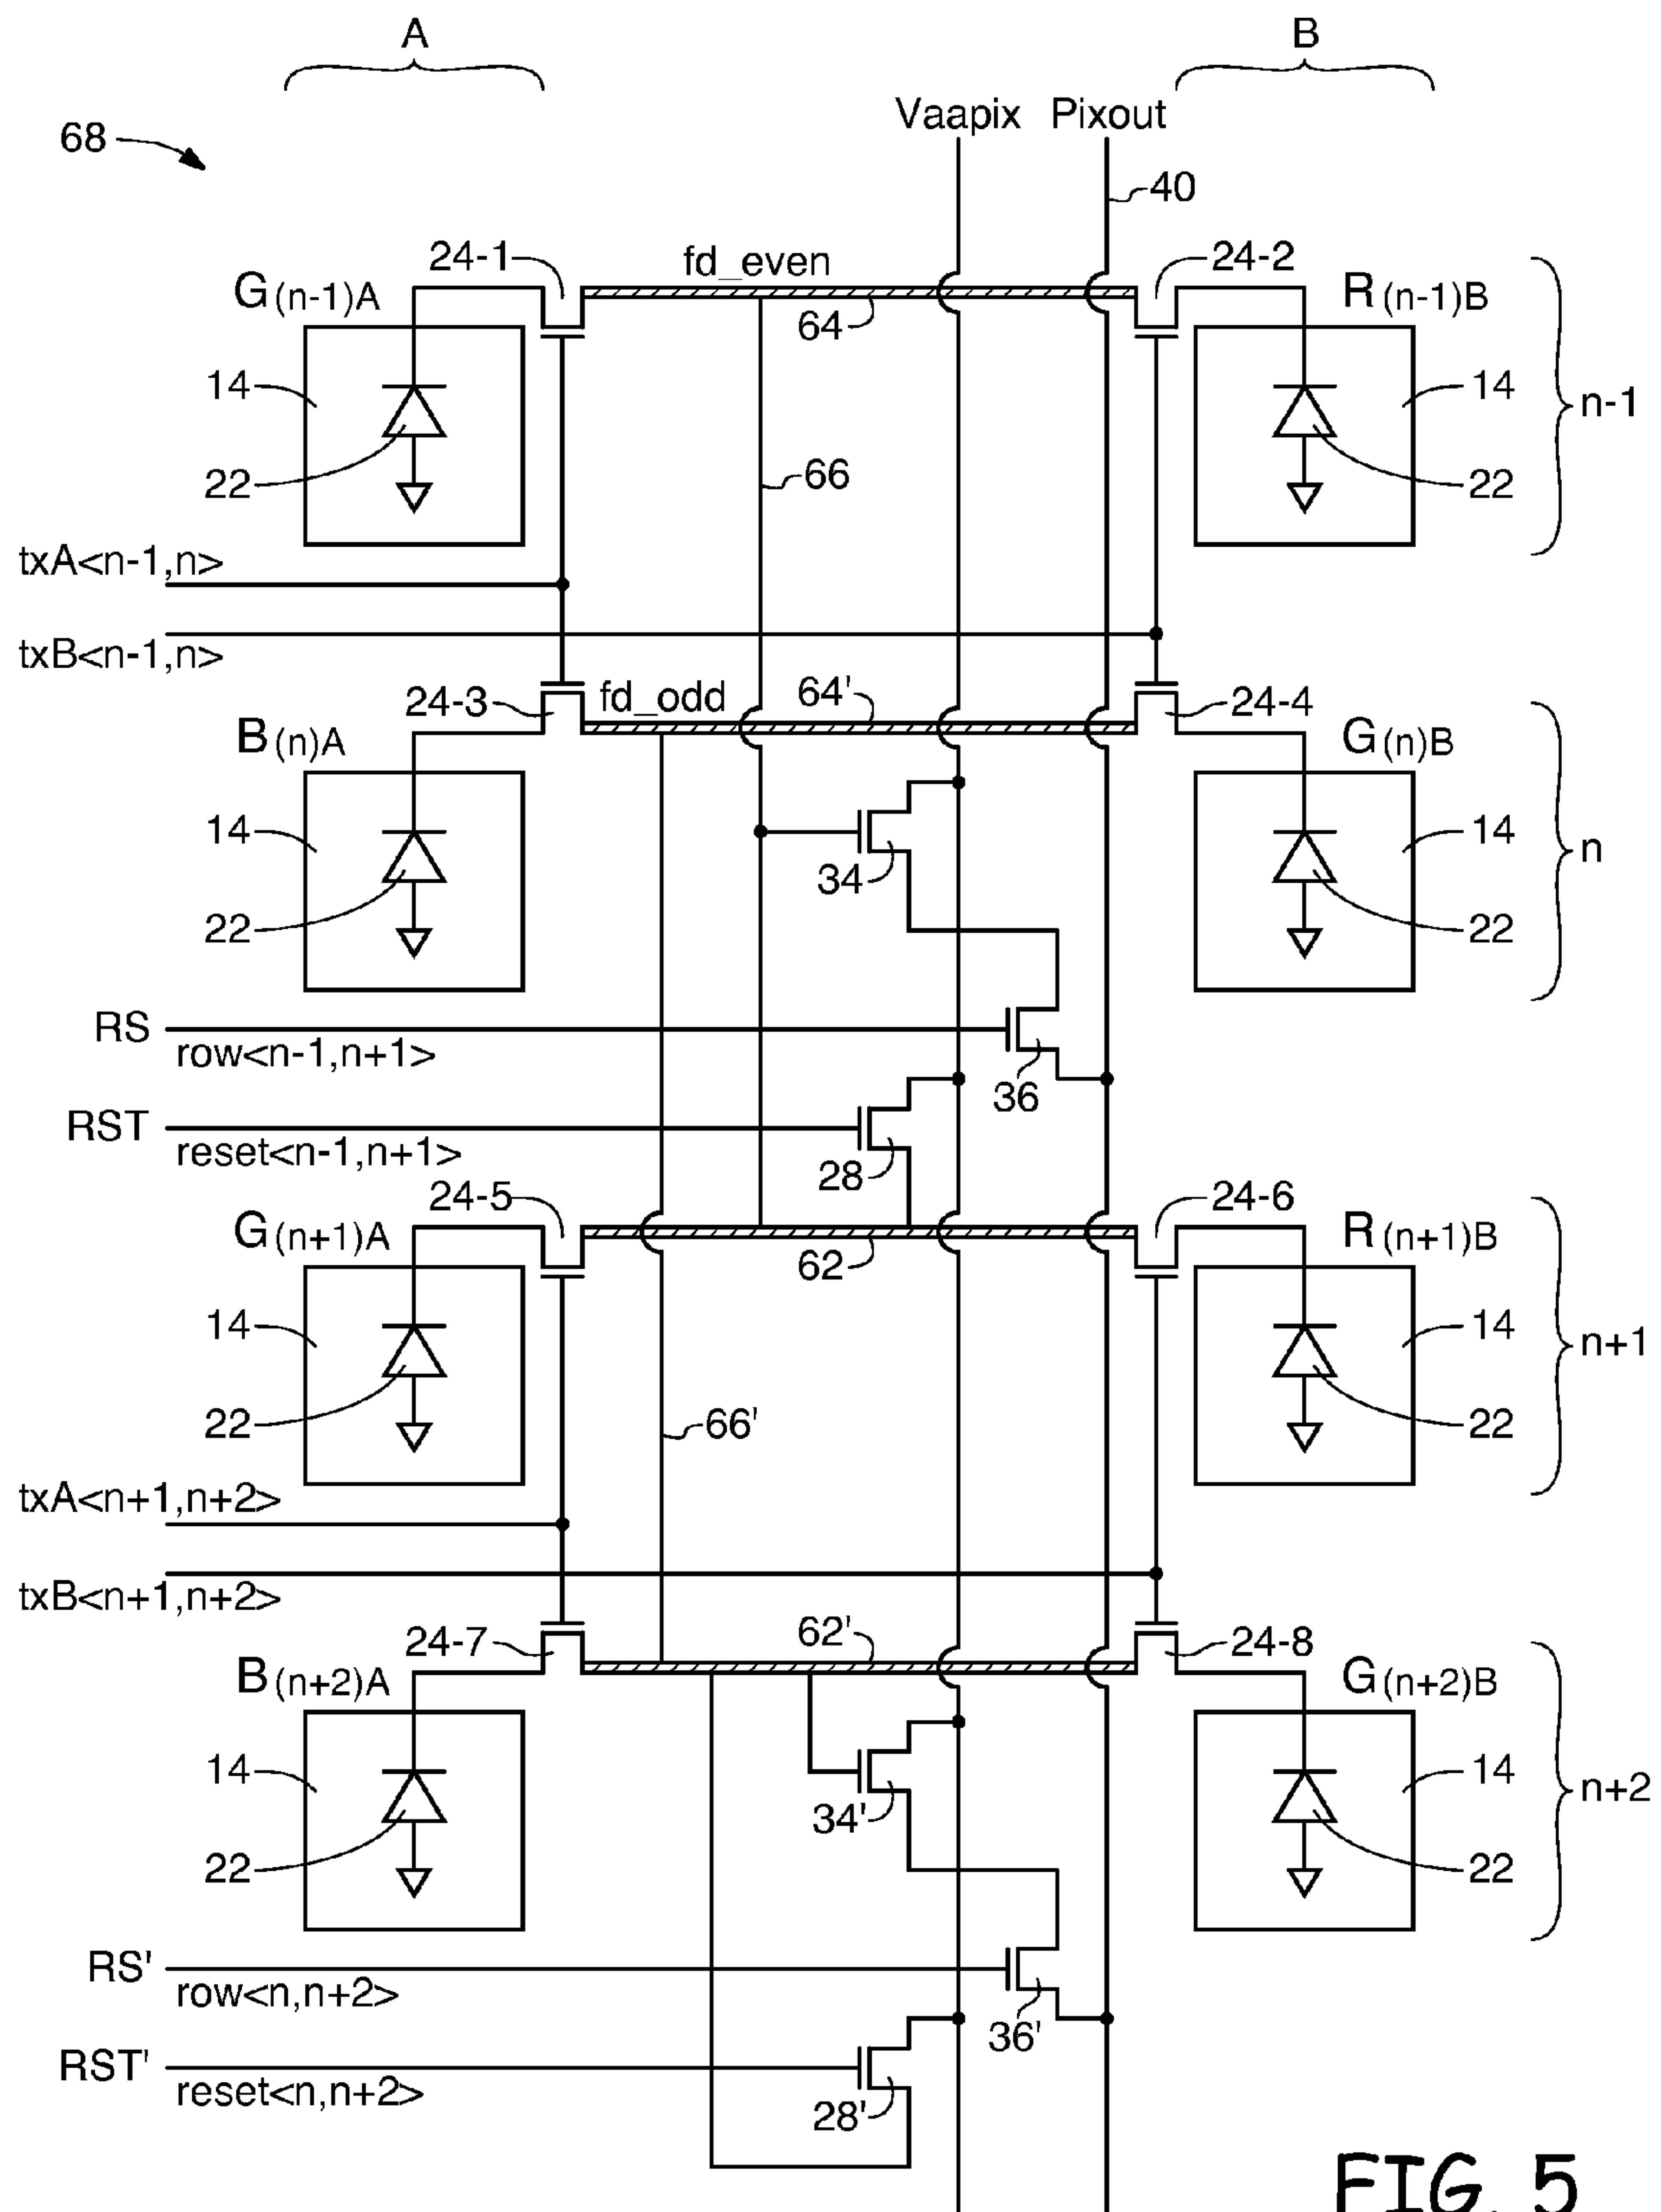 A B
68
Vaapix Pixout
40
24-1 fd_even 24-2
G(n-1)A R(n-1)B
64
14 14 n-1
66
22 22
txA<n-1,n>
txB<n-1,n>
24-3 fd_odd 64' 24-4
B(n)A G(n)B
14 14 n
34
22 22
RS
row<n-1,n+1>
36
RST
reset<n-1,n+1>
28
24-5 24-6
G(n+1)A R(n+1)B
62
14 14 n+1
22 66' 22
txA<n+1,n+2>
txB<n+1,n+2>
24-7 62' 24-8
B(n+2)A G(n+2)B
14 14 n+2
34'
22 22
RS'
row<n,n+2>
36'
RST'
reset<n,n+2>
28'
FIG. 5